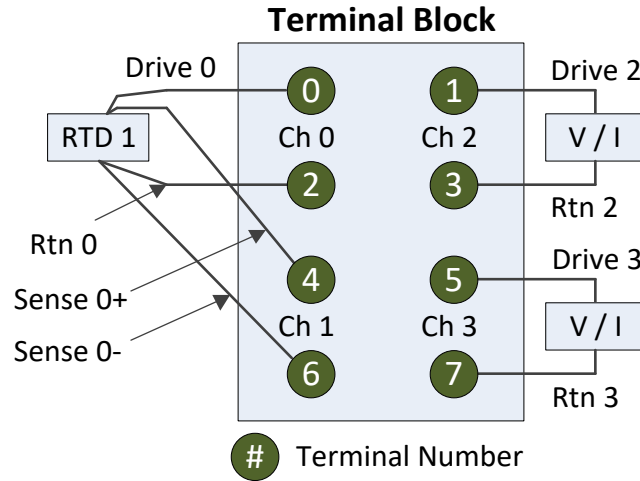 Terminal Block
Drive 0
0
1
Drive 2
RTD 1
Ch 0
Ch 2
V / I
2
3
Rtn 0
Rtn 2
Sense 0+
4
5
Drive 3
Sense 0-
Ch 1
Ch 3
V / I
6
7
Rtn 3
# Terminal Number